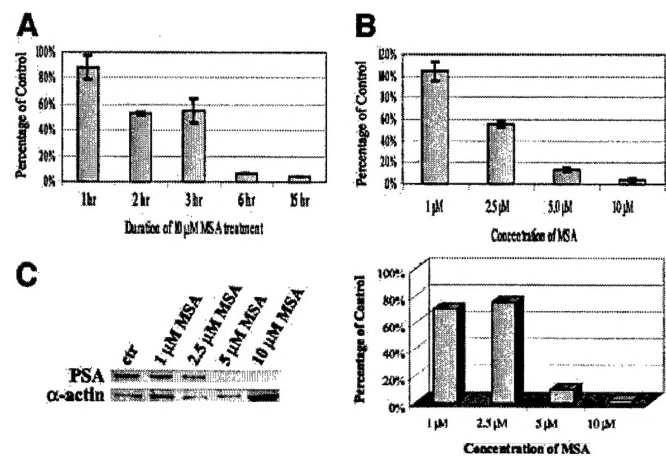 A
Percentage of Control
100%
80%
60%
40%
20%
0%
1 hr
2 hr
3 hr
6 hr
15 hr
Duration of 10 μM MSA treatment
B
Percentage of Control
120%
100%
80%
60%
40%
20%
0%
1 μM
2.5 μM
5.0 μM
10 μM
Concentration of MSA
C
ctr
1 μM MSA
2.5 μM MSA
5 μM MSA
10 μM MSA
PSA
α-actin
Percentage of Control
100%
80%
60%
40%
20%
0%
1 μM
2.5 μM
5 μM
10 μM
Concentration of MSA